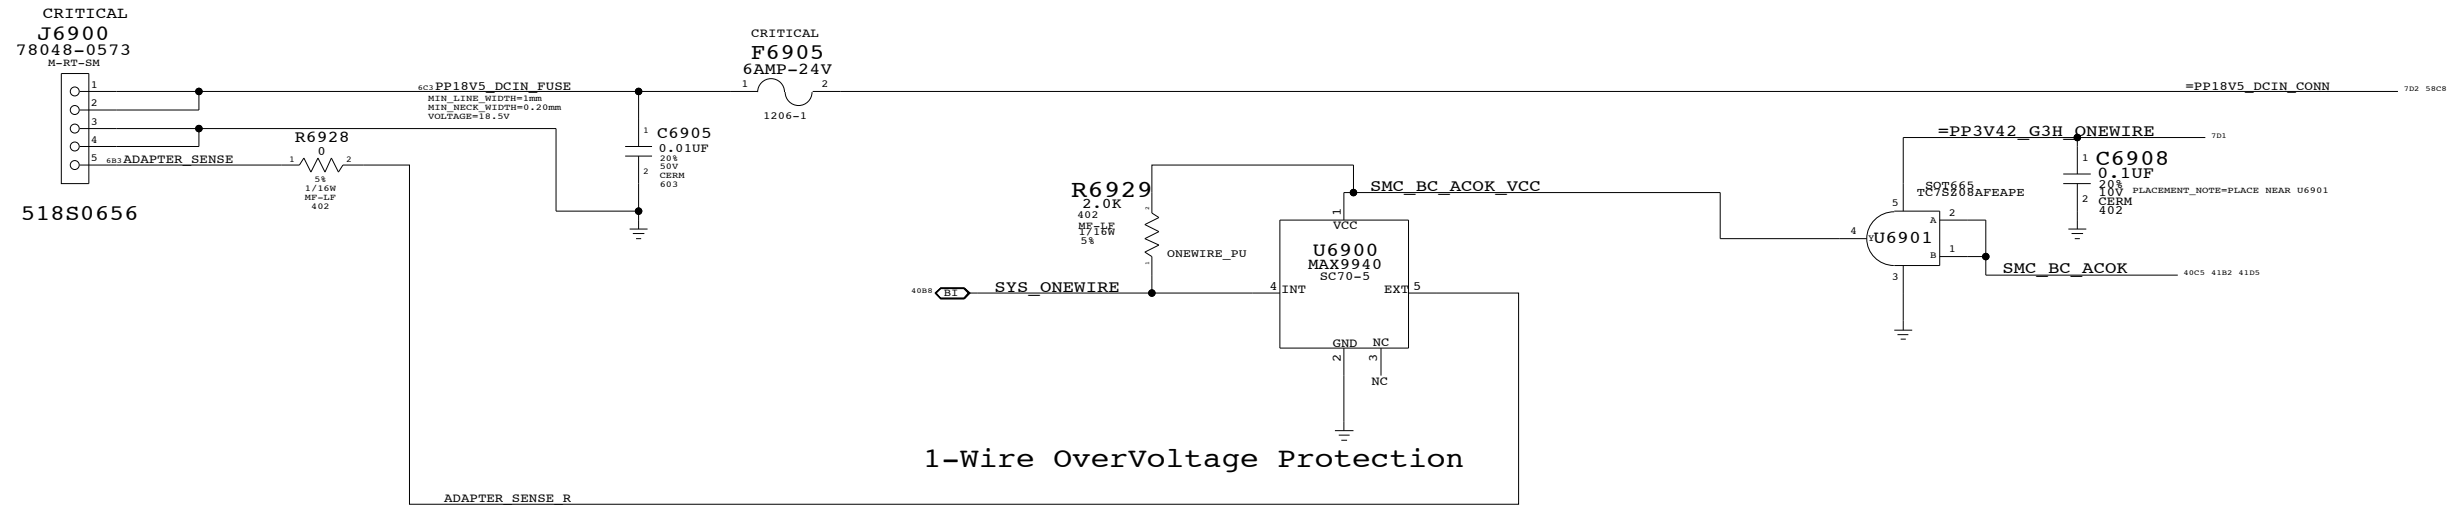 CRITICAL
J6900
78048-0573
M-RT-SM
1
2
3
4
5
518S0656
6B3 ADAPTER_SENSE
R6928
0
1
2
5%
1/16W
MF-LF
402
6C3 PP18V5_DCIN_FUSE
MIN_LINE_WIDTH=1mm
MIN_NECK_WIDTH=0.20mm
VOLTAGE=18.5V
1
2
C6905
0.01UF
20%
50V
CERM
603
CRITICAL
F6905
6AMP-24V
1
2
1206-1
=PP18V5_DCIN_CONN
7D2 58C8
R6929
2.0K
402
MF-LF
1/16W
5%
2
1
ONEWIRE_PU
SMC_BC_ACOK_VCC
40B8
BI
SYS_ONEWIRE
1
VCC
U6900
MAX9940
SC70-5
4
INT
EXT
5
GND
NC
2
3
NC
=PP3V42_G3H_ONEWIRE
7D1
SOT665
TC7SZ08AFEAPE
5
4
Y
U6901
A
2
B
1
3
1
2
C6908
0.1UF
20%
10V
CERM
402
PLACEMENT_NOTE=PLACE NEAR U6901
SMC_BC_ACOK
40C5 41B2 41D5
1-Wire OverVoltage Protection
ADAPTER_SENSE_R